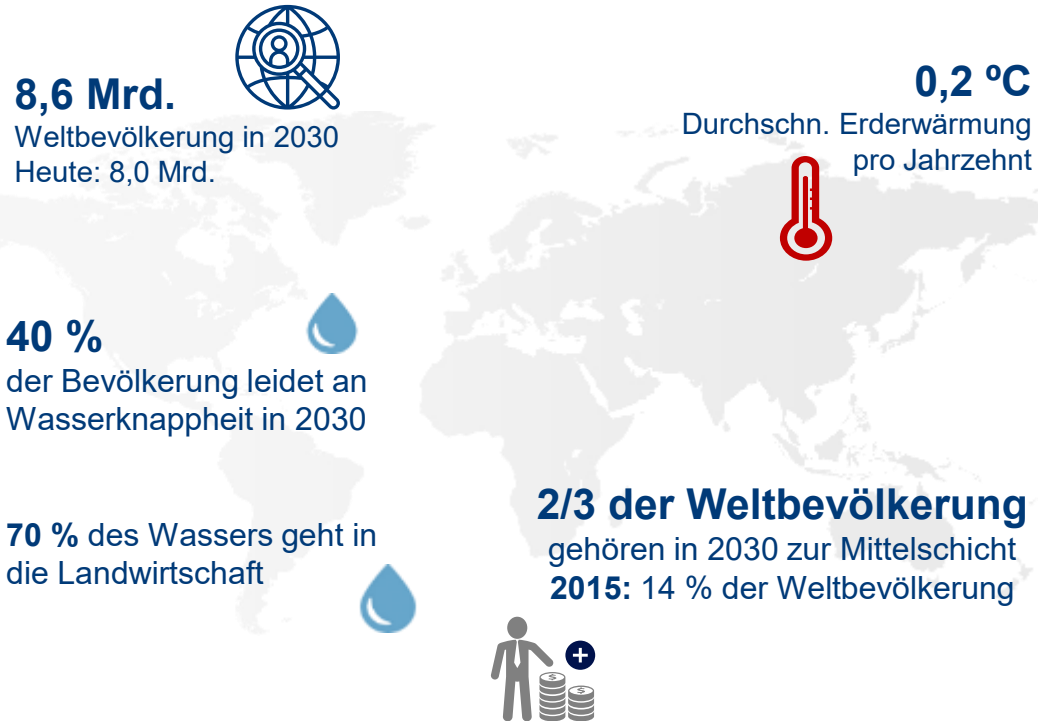 8,6 Mrd.
Weltbevölkerung in 2030
Heute: 8,0 Mrd.
0,2 ºC
Durchschn. Erderwärmung
pro Jahrzehnt
40 %
der Bevölkerung leidet an
Wasserknappheit in 2030
70 % des Wassers geht in
die Landwirtschaft
2/3 der Weltbevölkerung
gehören in 2030 zur Mittelschicht
2015: 14 % der Weltbevölkerung